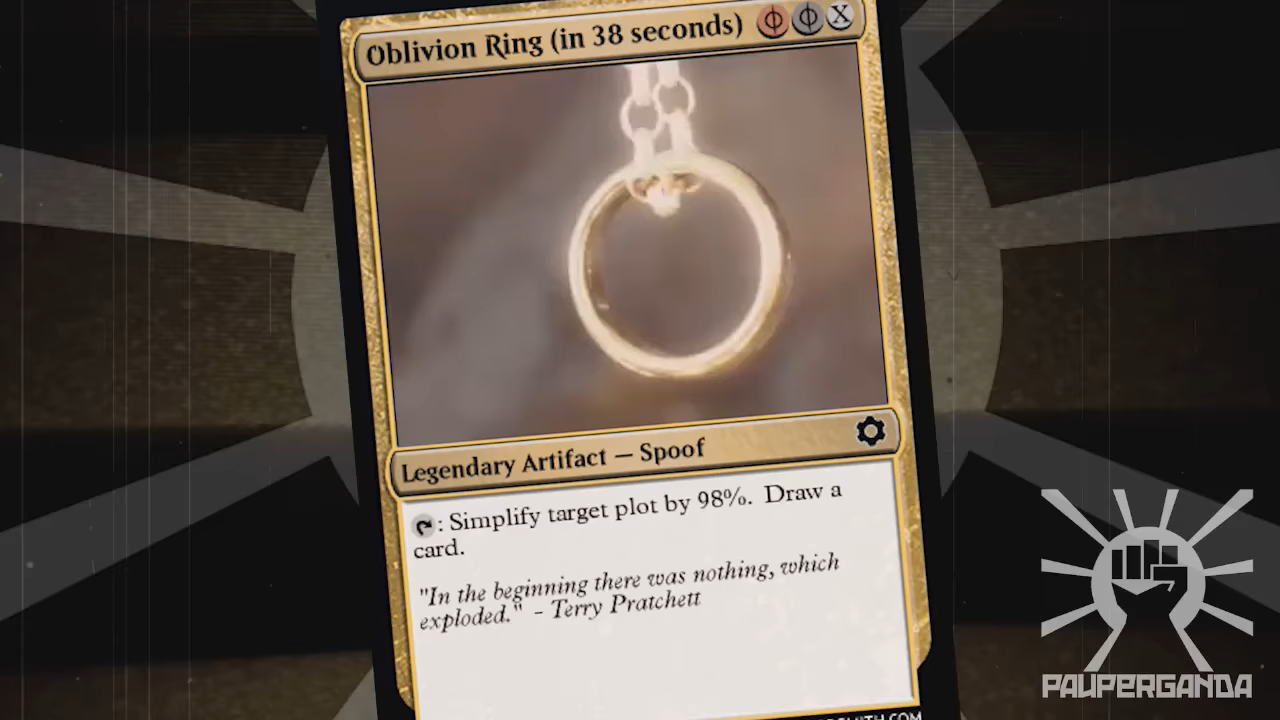 Oblivion Ring (in 38 seconds) X
Legendary Artifact — Spoof
: Simplify target plot by 98%. Draw a
card.
"In the beginning there was nothing, which
exploded." - Terry Pratchett
PAUPERGANDA